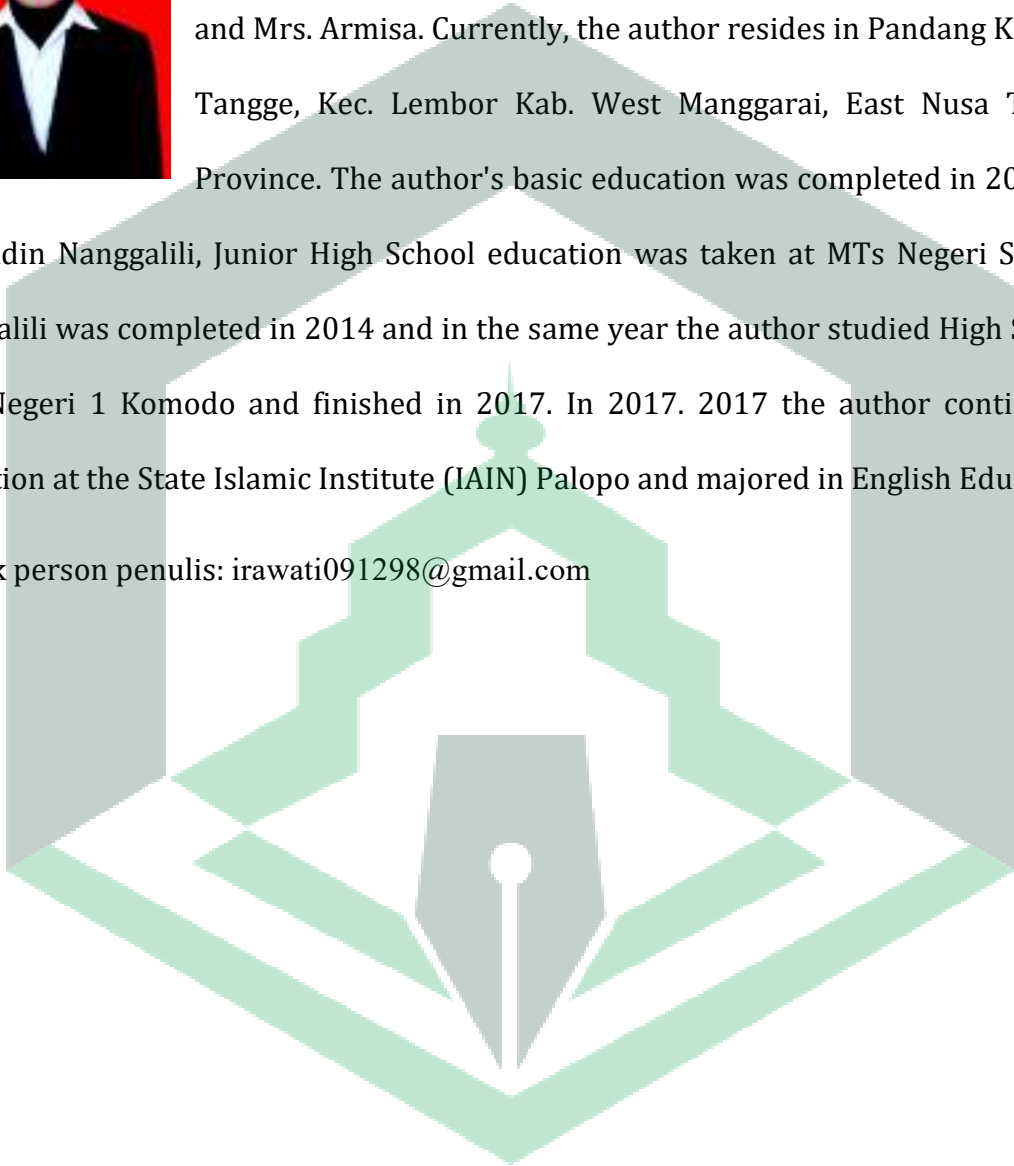 and Mrs. Armisa. Currently, the author resides in Pandang
Tangge, Kec. Lembor Kab. West Manggarai, East Nusa
Province. The author's basic education was completed in
Nanggalili, Junior High School education was taken at MTs Negeri
was completed in 2014 and in the same year the author studied High
Negeri 1 Komodo and finished in 2017. In 2017. 2017 the author
at the State Islamic Institute (IAIN) Palopo and majored in English
person penulis: irawati091298@gmail.com